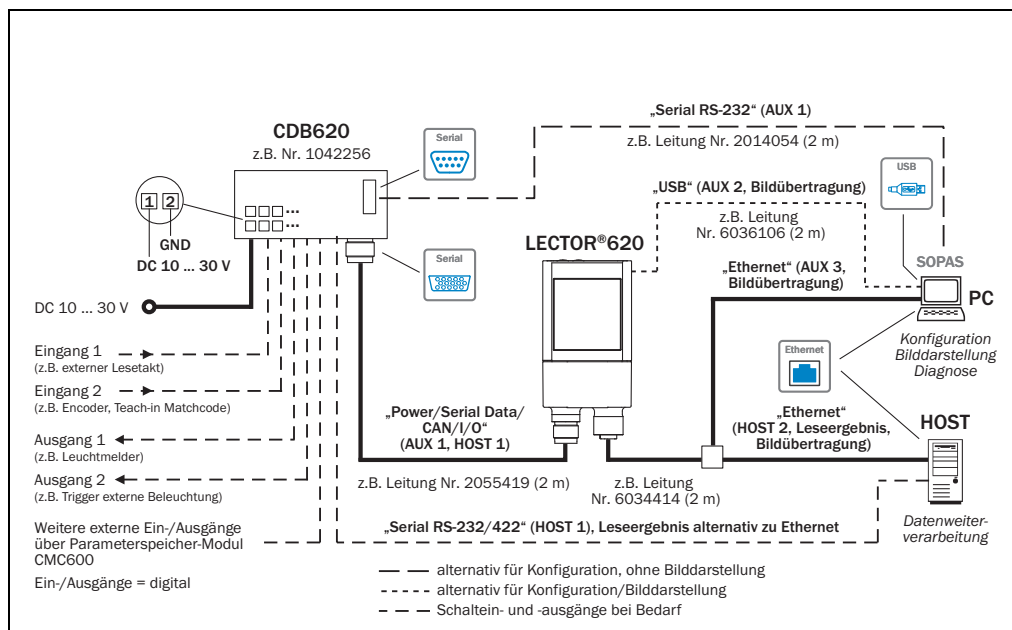 „Serial RS-232“ (AUX 1)
z.B. Leitung Nr. 2014054 (2 m)
CDB620
z.B. Nr. 1042256
Serial
„USB“ (AUX 2, Bildübertragung)
z.B. Leitung
Nr. 6036106 (2 m)
USB
1 2
GND
DC 10 ... 30 V
Serial
LECTOR®620
„Ethernet“ (AUX 3,
Bildübertragung)
SOPAS
PC
Konfiguration
Bilddarstellung
Diagnose
DC 10 ... 30 V
Eingang 1
(z.B. externer Lesetakt)
Eingang 2
(z.B. Encoder, Teach-in Matchcode)
Ausgang 1
(z.B. Leuchtmelder)
Ausgang 2
(z.B. Trigger externe Beleuchtung)
Weitere externe Ein-/Ausgänge
über Parameterspeicher-Modul
CMC600
Ein-/Ausgänge = digital
„Power/Serial Data/
CAN/I/O“
(AUX 1, HOST 1)
z.B. Leitung Nr. 2055419 (2 m)
Ethernet
„Ethernet“
(HOST 2, Leseergebnis,
Bildübertragung)
z.B. Leitung
Nr. 6034414 (2 m)
HOST
Datenweiter-
verarbeitung
„Serial RS-232/422“ (HOST 1), Leseergebnis alternativ zu Ethernet
alternativ für Konfiguration, ohne Bilddarstellung
alternativ für Konfiguration/Bilddarstellung
Schaltein- und -ausgänge bei Bedarf